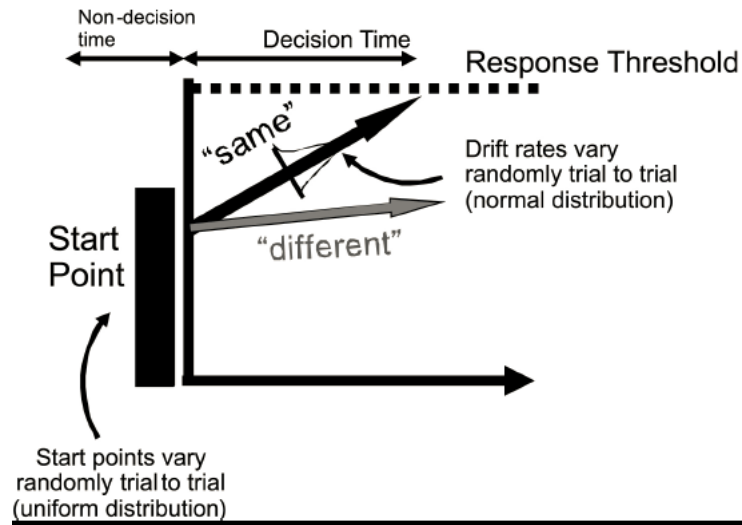 Non-decision
time
Decision Time
Response Threshold
“same”
Drift rates vary
randomly trial to trial
(normal distribution)
“different”
Start
Point
Start points vary
randomly trial to trial
(uniform distribution)